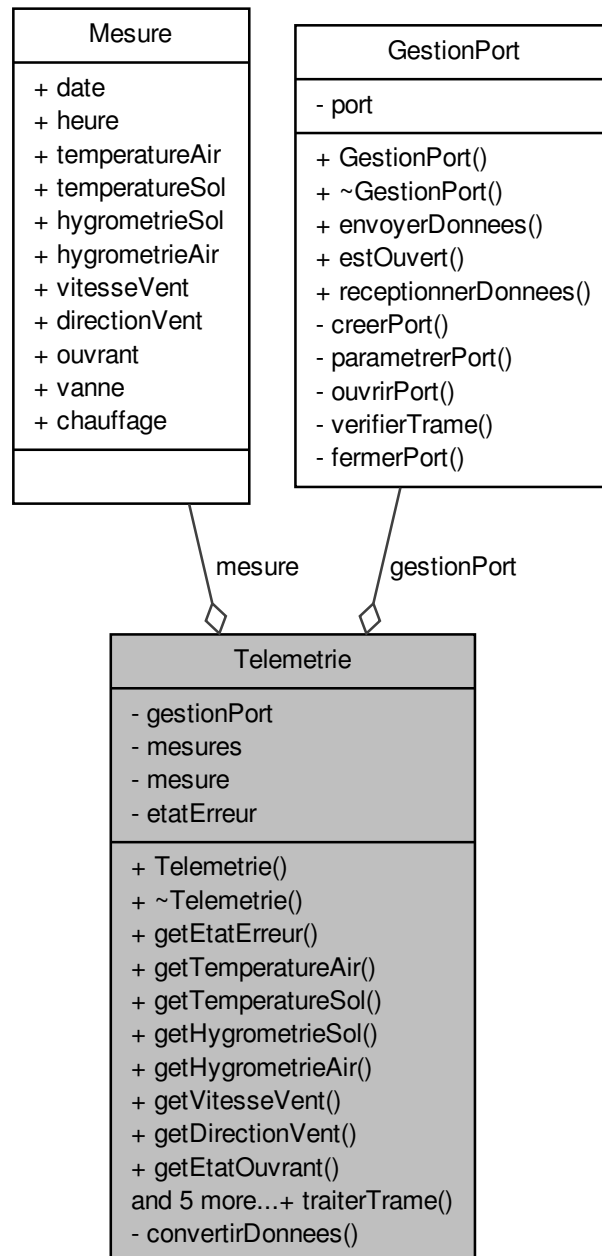 Mesure
+ date
+ heure
+ temperatureAir
+ temperatureSol
+ hygrometrieSol
+ hygrometrieAir
+ vitesseVent
+ directionVent
+ ouvrant
+ vanne
+ chauffage
GestionPort
- port
+ GestionPort()
+ ~GestionPort()
+ envoyerDonnees()
+ estOuvert()
+ receptionnerDonnees()
- creerPort()
- parametrerPort()
- ouvrirPort()
- verifierTrame()
- fermerPort()
mesure
gestionPort
Telemetrie
- gestionPort
- mesures
- mesure
- etatErreur
+ Telemetrie()
+ ~Telemetrie()
+ getEtatErreur()
+ getTemperatureAir()
+ getTemperatureSol()
+ getHygrometrieSol()
+ getHygrometrieAir()
+ getVitesseVent()
+ getDirectionVent()
+ getEtatOuvrant()
and 5 more...+ traiterTrame()
- convertirDonnees()